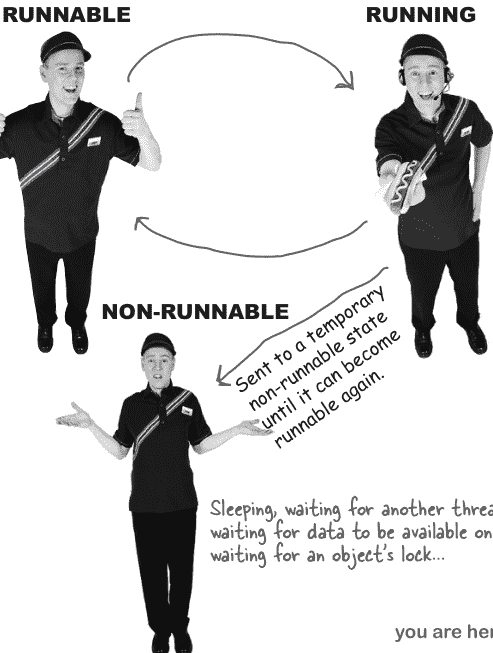 RUNNABLE
RUNNING
NON-RUNNABLE
Sent to a temporary
non-runnable state
until it can become
runnable again.
Sleeping, waiting for another
waiting for data to be available on
waiting for an object's lock...
you are